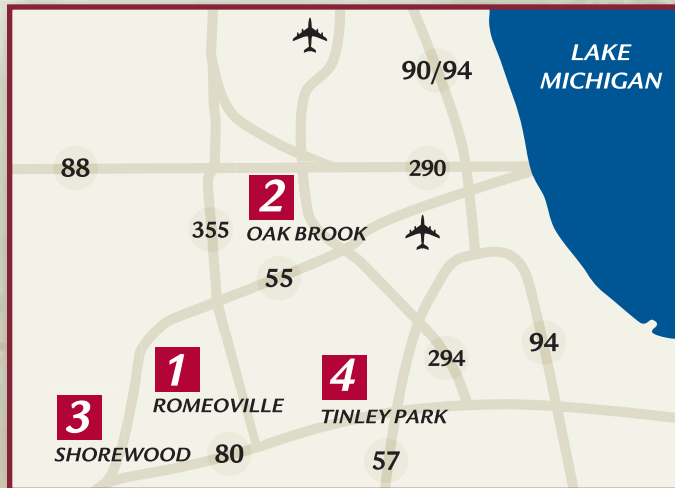 LAKE
MICHIGAN
90/94
88
290
2
355
OAK BROOK
55
94
294
1
4
ROMEOVILLE
3
TINLEY PARK
SHOREWOOD
80
57